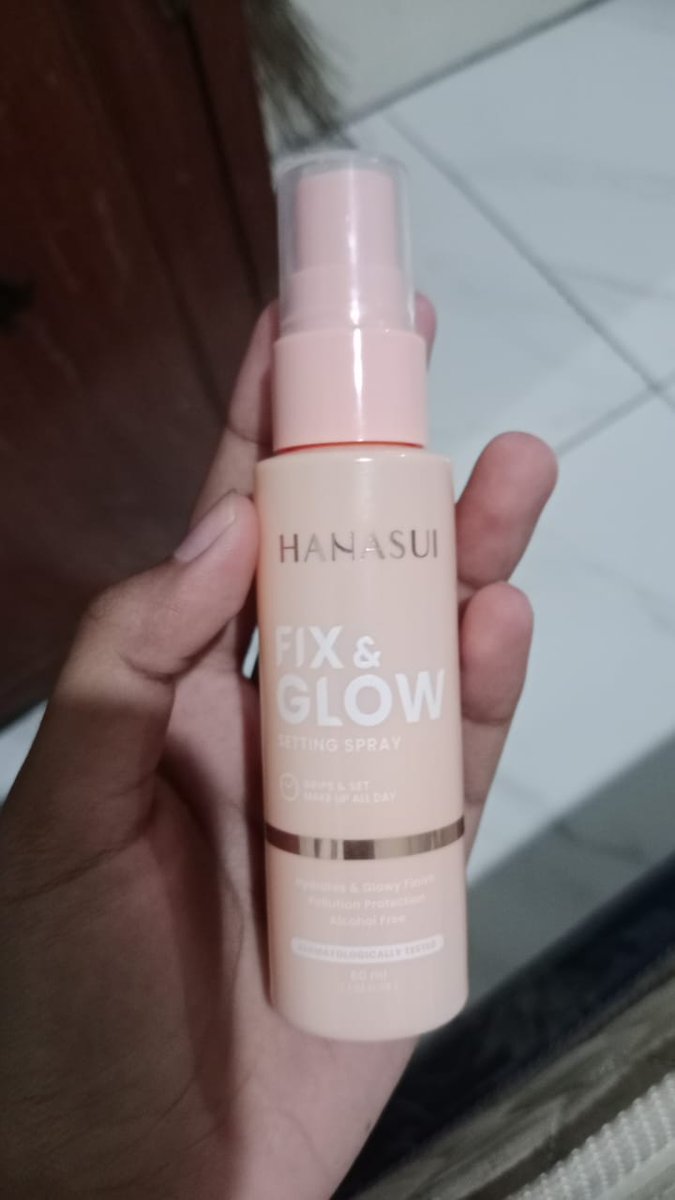 HANASUI
FIX &
GLOW
SETTING SPRAY
GRIPS & SET
MAKE UP ALL DAY
Hydrates & Glowy Finish
Pollution Protection
Alcohol Free
DERMATOLOGICALLY TESTED
60 ml